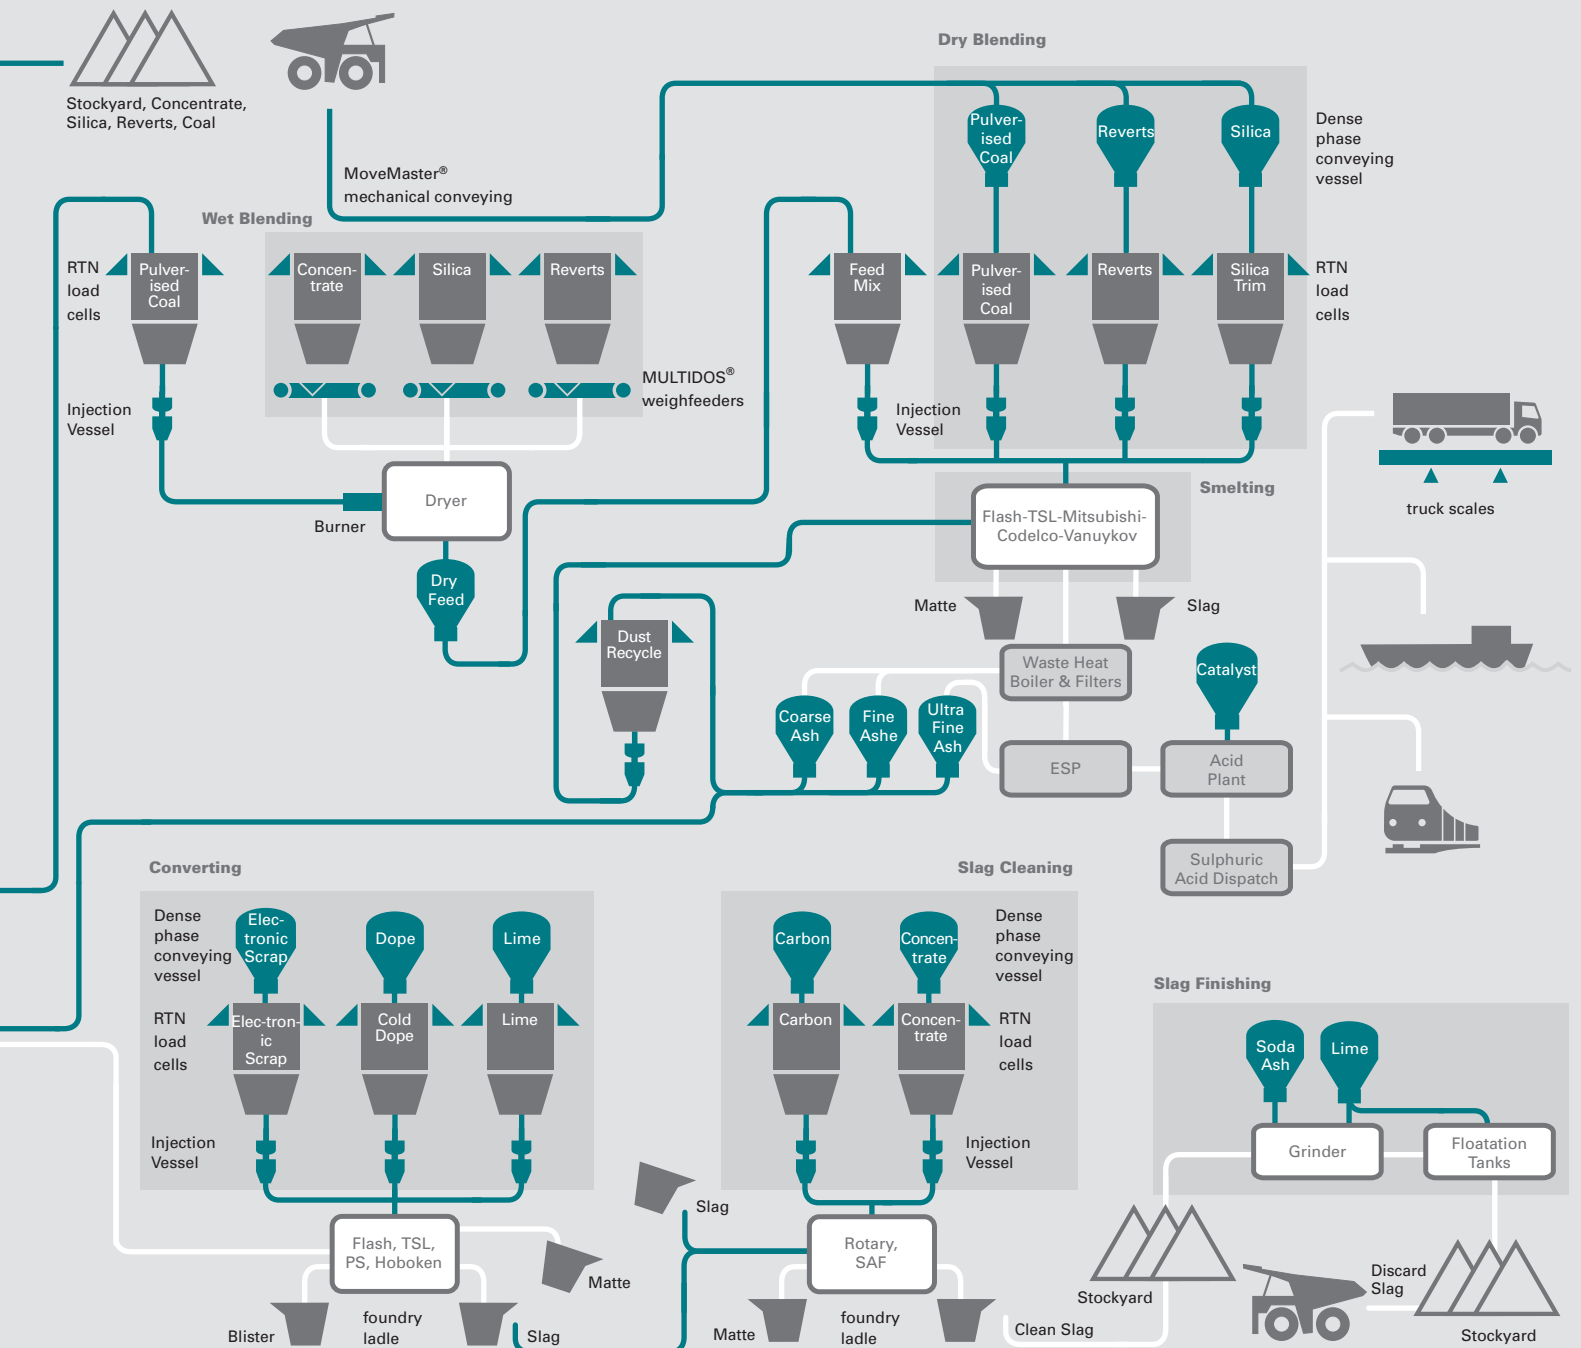 Stockyard, Concentrate,
Silica, Reverts, Coal
MoveMaster®
mechanical conveying
Dry Blending
Pulver-
ised
Coal
Reverts
Silica
Dense
phase
conveying
vessel
Wet Blending
RTN
load
cells
Pulver-
ised
Coal
Concen-
trate
Silica
Reverts
Feed
Mix
Pulver-
ised
Coal
Reverts
Silica
Trim
RTN
load
cells
MULTIDOS®
weighfeeders
Injection
Vessel
Injection
Vessel
Burner
Dryer
Dry
Feed
Smelting
Flash-TSL-Mitsubishi-
Codelco-Vanuykov
truck scales
Matte
Slag
Dust
Recycle
Waste Heat
Boiler & Filters
Catalyst
Coarse
Ash
Fine
Ashe
Ultra
Fine
Ash
ESP
Acid
Plant
Sulphuric
Acid Dispatch
Converting
Dense
phase
conveying
vessel
Elec-
tronic
Scrap
Dope
Lime
RTN
load
cells
Elec-tron-
ic
Scrap
Cold
Dope
Lime
Injection
Vessel
Flash, TSL,
PS, Hoboken
Matte
Blister
foundry
ladle
Slag
Slag Cleaning
Carbon
Concen-
trate
Dense
phase
conveying
vessel
Carbon
Concen-
trate
RTN
load
cells
Injection
Vessel
Slag
Rotary,
SAF
Matte
foundry
ladle
Clean Slag
Slag Finishing
Soda
Ash
Lime
Grinder
Floatation
Tanks
Stockyard
Discard
Slag
Stockyard